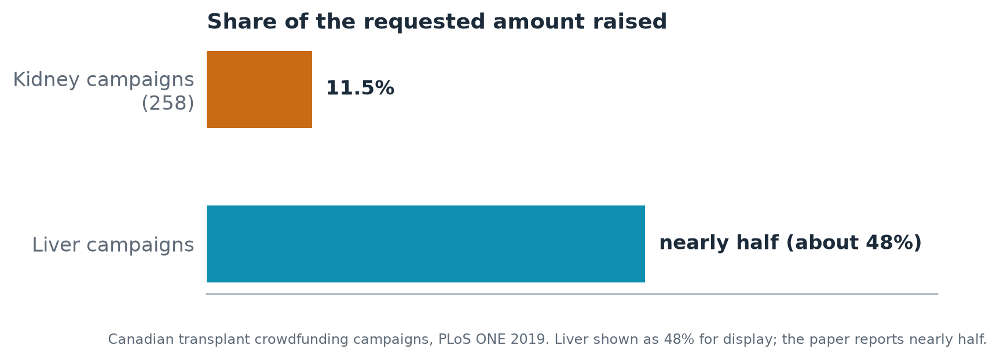 Share of the requested amount raised
Kidney campaigns
(258)
11.5%
Liver campaigns
nearly half (about 48%)
Canadian transplant crowdfunding campaigns, PLoS ONE 2019. Liver shown as 48% for display; the paper reports nearly half.